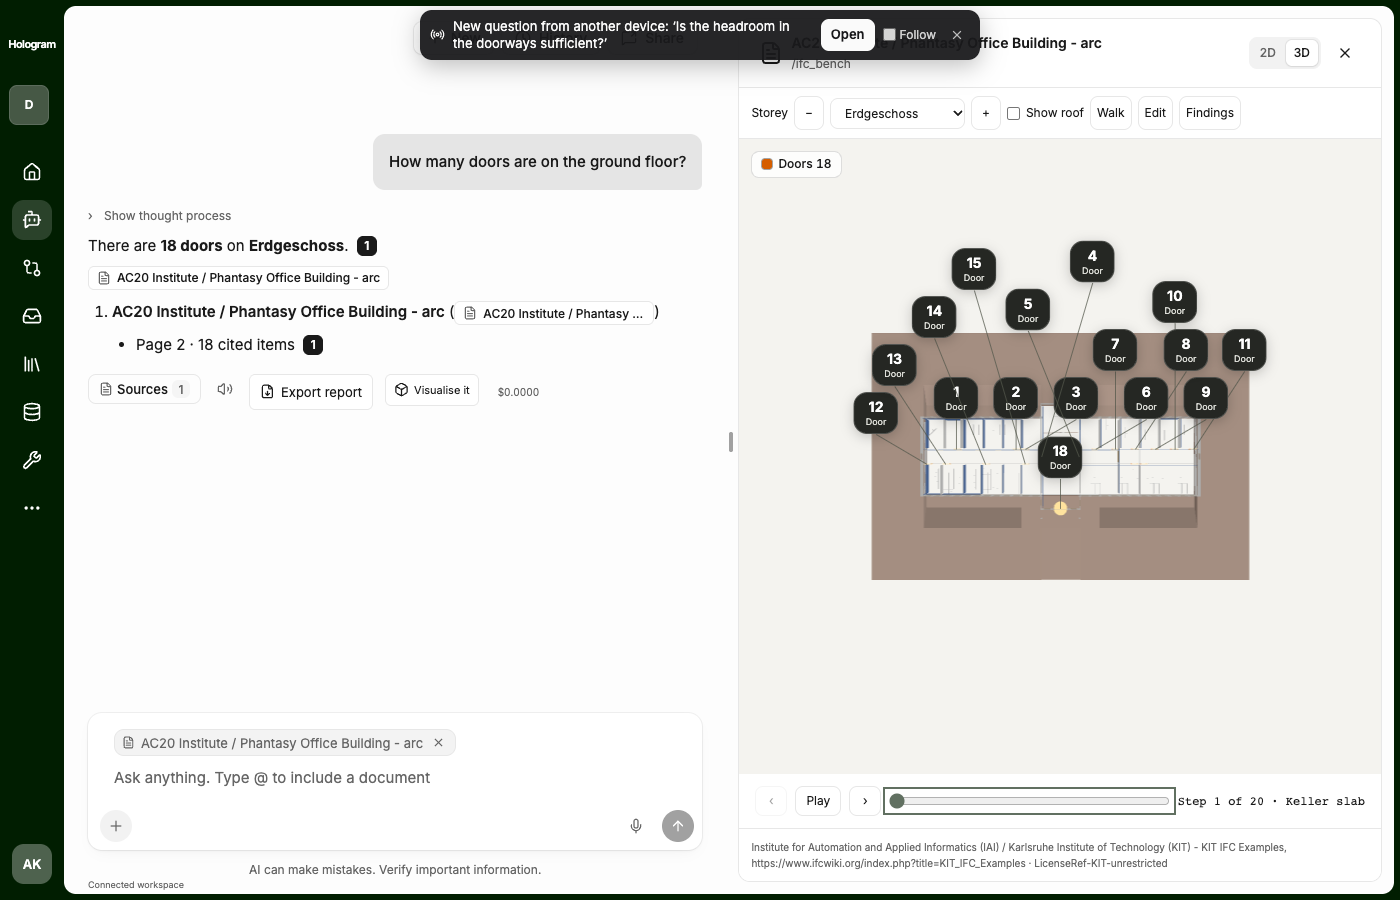 Hologram
D
AK
Connected workspace
New question from another device: ‘Is the headroom in
the doorways sufficient?’
Open
Follow
Share
How many doors are on the ground floor?
Show thought process
There are 18 doors on Erdgeschoss. 1
AC20 Institute / Phantasy Office Building - arc
1. AC20 Institute / Phantasy Office Building - arc ( AC20 Institute / Phantasy ... )
• Page 2 · 18 cited items 1
Sources 1
Export report
Visualise it
$0.0000
AC20 Institute / Phantasy Office Building - arc
Ask anything. Type @ to include a document
AI can make mistakes. Verify important information.
AC20 Institute / Phantasy Office Building - arc
/ifc_bench
2D 3D
Storey − Erdgeschoss + Show roof Walk Edit Findings
Doors 18
15 Door
4 Door
5 Door
10 Door
14 Door
13 Door
7 Door
8 Door
11 Door
12 Door
1 Door
2 Door
3 Door
6 Door
9 Door
18 Door
Play
Step 1 of 20 · Keller slab
Institute for Automation and Applied Informatics (IAI) / Karlsruhe Institute of Technology (KIT) - KIT IFC Examples,
https://www.ifcwiki.org/index.php?title=KIT_IFC_Examples · LicenseRef-KIT-unrestricted